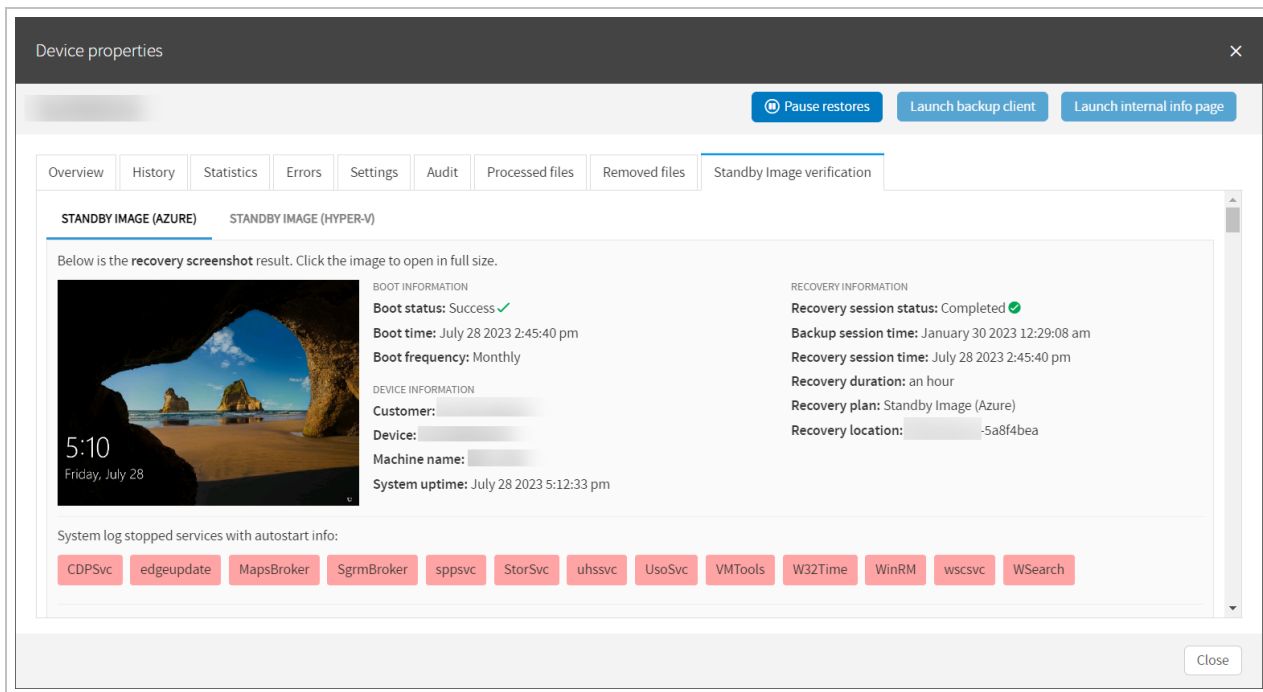 Device properties
Pause restores
Launch backup client
Launch internal info page
Overview
History
Statistics
Errors
Settings
Audit
Processed files
Removed files
Standby Image verification
STANDBY IMAGE (AZURE)
STANDBY IMAGE (HYPER-V)
Below is the recovery screenshot result. Click the image to open in full size.
5:10
Friday, July 28
BOOT INFORMATION
Boot status: Success
Boot time: July 28 2023 2:45:40 pm
Boot frequency: Monthly
DEVICE INFORMATION
Customer:
Device:
Machine name:
System uptime: July 28 2023 5:12:33 pm
RECOVERY INFORMATION
Recovery session status: Completed
Backup session time: January 30 2023 12:29:08 am
Recovery session time: July 28 2023 2:45:40 pm
Recovery duration: an hour
Recovery plan: Standby Image (Azure)
Recovery location: -5a8f4bea
System log stopped services with autostart info:
CDPSvc
edgeupdate
MapsBroker
SgrmBroker
sppsvc
StorSvc
uhssvc
UsoSvc
VMTools
W32Time
WinRM
wscsvc
WSearch
Close